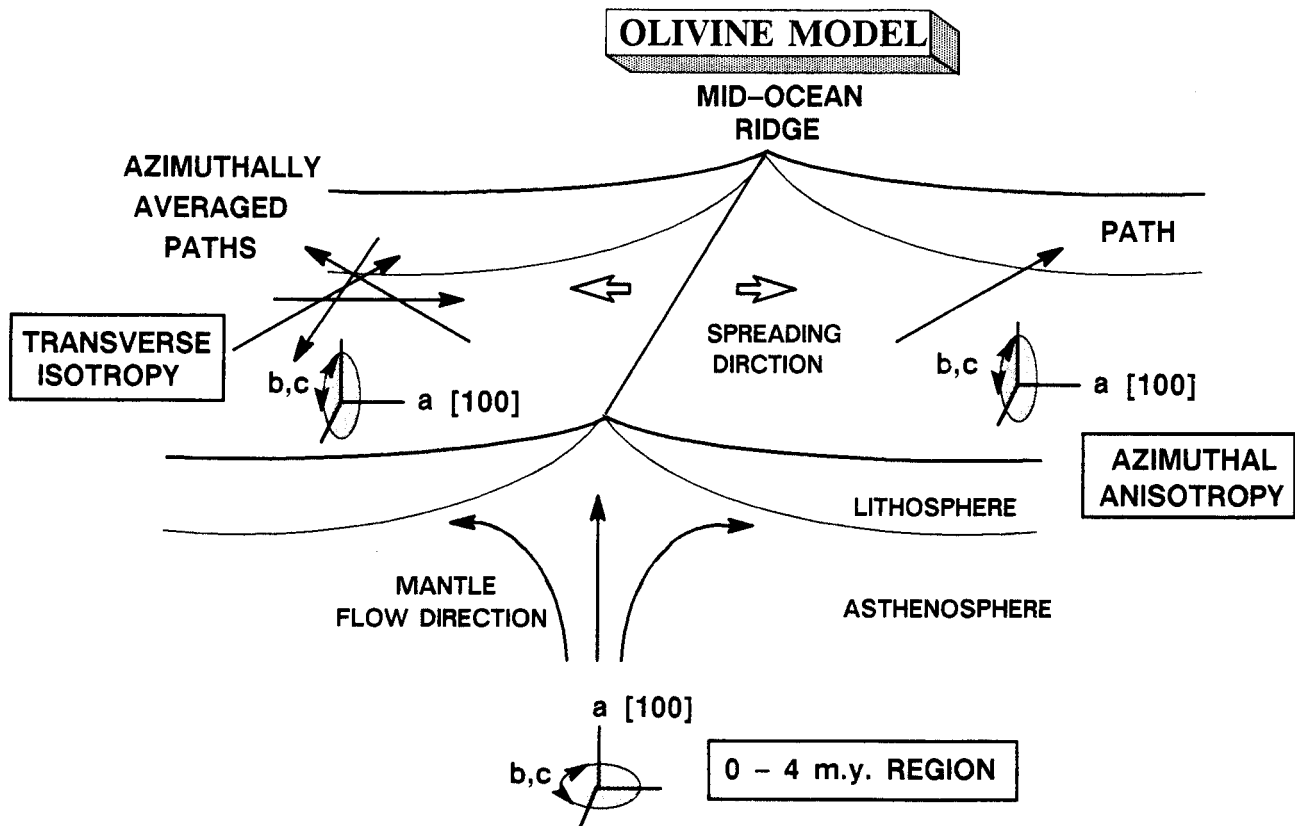 OLIVINE MODEL
MID–OCEAN
RIDGE
AZIMUTHALLY
AVERAGED
PATHS
PATH
TRANSVERSE
ISOTROPY
SPREADING
DIRCTION
b,c
a [100]
b,c
a [100]
AZIMUTHAL
ANISOTROPY
LITHOSPHERE
MANTLE
FLOW DIRECTION
ASTHENOSPHERE
a [100]
b,c
0 – 4 m.y. REGION